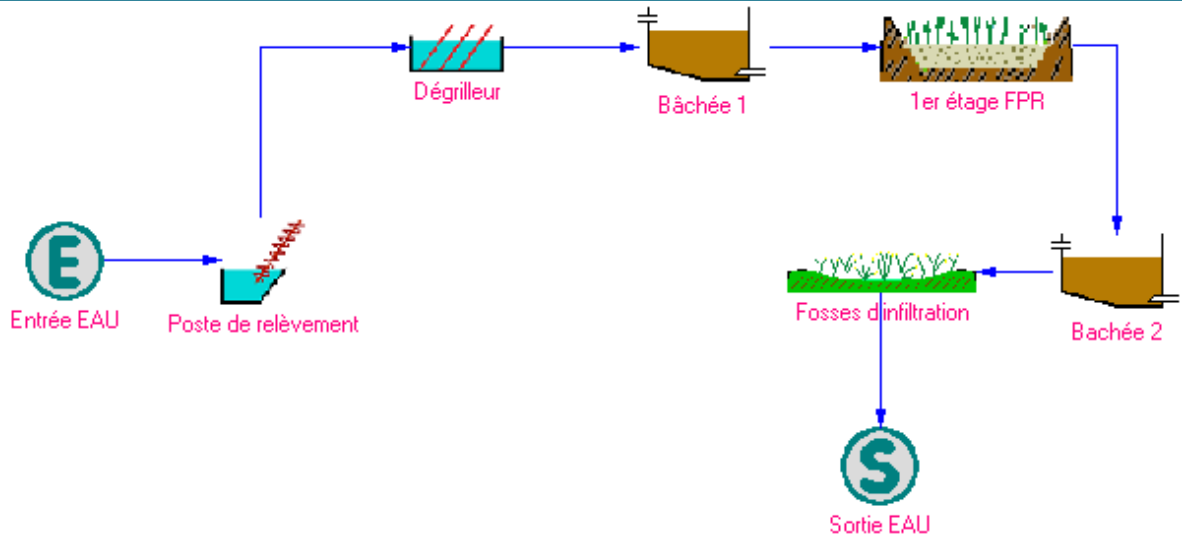 Dégrilleur
Bâchée 1
1er étage FPR
E
Entrée EAU
Poste de relèvement
Fosses d'infiltration
Bachée 2
S
Sortie EAU